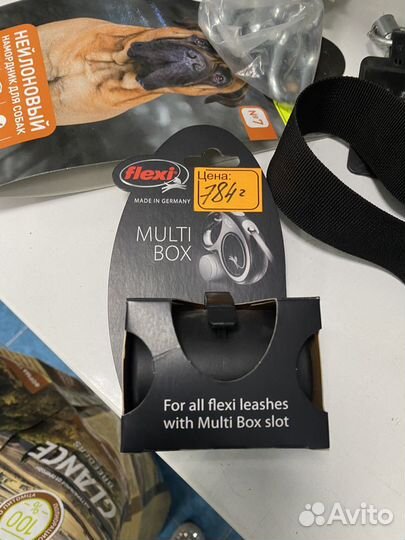 НЕЙЛОНОВЫЙ
НАМОРДНИК ДЛЯ СОБАК
№7
flexi
MADE IN GERMANY
Цена:
784 г
MULTI
BOX
For all flexi leashes
with Multi Box slot
GLANCE
100
Avito